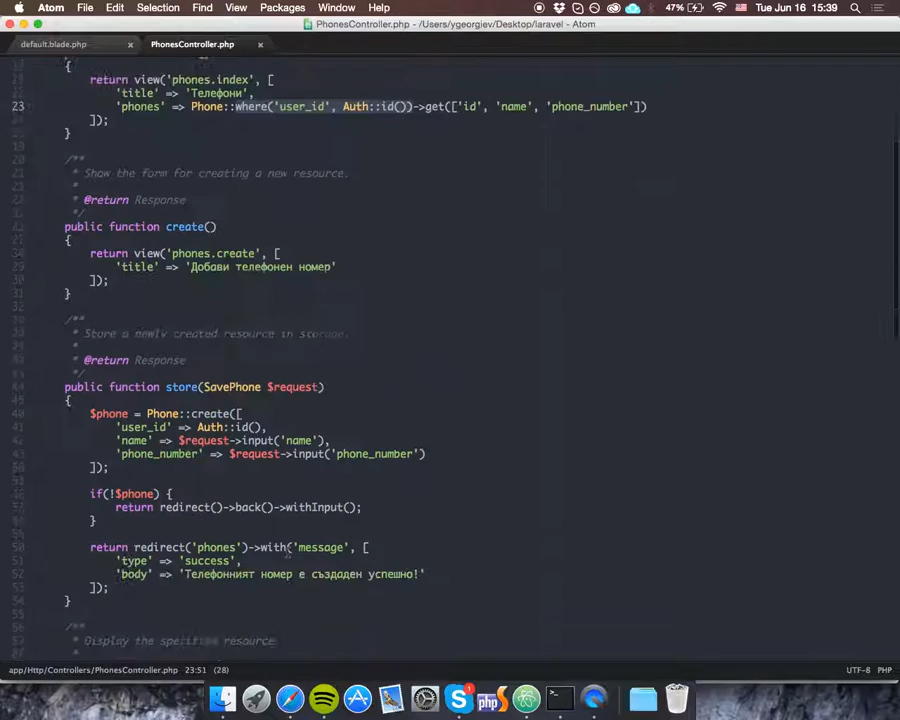 Atom File Edit Selection Find View Packages Window Help 47% Tue Jun 16 15:39
PhonesController.php - /Users/ygeorgiev/Desktop/laravel - Atom
default.blade.php × PhonesController.php ×
{
return view('phones.index', [
'title' => 'Телефони',
23 'phones' => Phone::where('user_id', Auth::id())->get(['id', 'name', 'phone_number'])
]);
}
/**
* Show the form for creating a new resource.
*
* @return Response
*/
public function create()
{
return view('phones.create', [
'title' => 'Добави телефонен номер'
]);
}
/**
* Store a newly created resource in storage.
*
* @return Response
*/
public function store(SavePhone $request)
{
$phone = Phone::create([
'user_id' => Auth::id(),
'name' => $request->input('name'),
'phone_number' => $request->input('phone_number')
]);
if(!$phone) {
return redirect()->back()->withInput();
}
return redirect('phones')->with('message', [
'type' => 'success',
'body' => 'Телефонният номер е създаден успешно!'
]);
}
/**
* Display the specified resource
app/Http/Controllers/PhonesController.php 23:51 (28) UTF-8 PHP